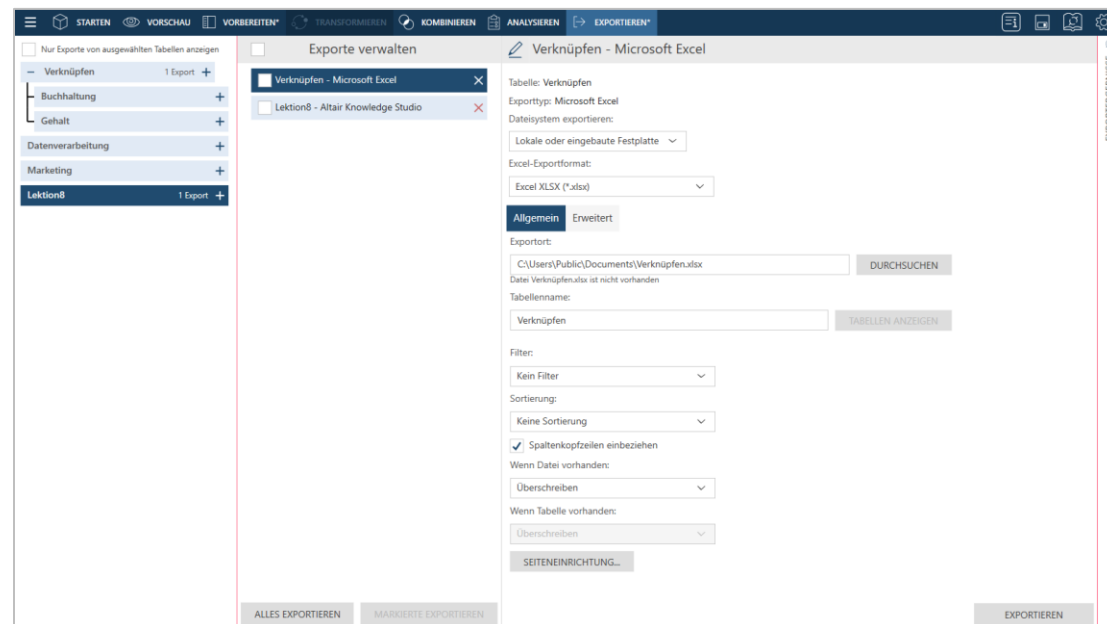 STARTEN VORSCHAU VORBEREITEN* TRANSFORMIEREN KOMBINIEREN ANALYSIEREN EXPORTIEREN*
Nur Exporte von ausgewählten Tabellen anzeigen
Verknüpfen 1 Export
Buchhaltung
Gehalt
Datenverarbeitung
Marketing
Lektion8 1 Export
Exporte verwalten
Verknüpfen - Microsoft Excel
Lektion8 - Altair Knowledge Studio
ALLES EXPORTIEREN MARKIERTE EXPORTIEREN
Verknüpfen - Microsoft Excel
Tabelle: Verknüpfen
Exporttyp: Microsoft Excel
Dateisystem exportieren:
Lokale oder eingebaute Festplatte
Excel-Exportformat:
Excel XLSX (*.xlsx)
Allgemein Erweitert
Exportort:
C:\Users\Public\Documents\Verknüpfen.xlsx DURCHSUCHEN
Datei Verknüpfen.xlsx ist nicht vorhanden
Tabellenname:
Verknüpfen TABELLEN ANZEIGEN
Filter:
Kein Filter
Sortierung:
Keine Sortierung
Spaltenkopfzeilen einbeziehen
Wenn Datei vorhanden:
Überschreiben
Wenn Tabelle vorhanden:
Überschreiben
SEITENEINRICHTUNG...
EXPORTIEREN